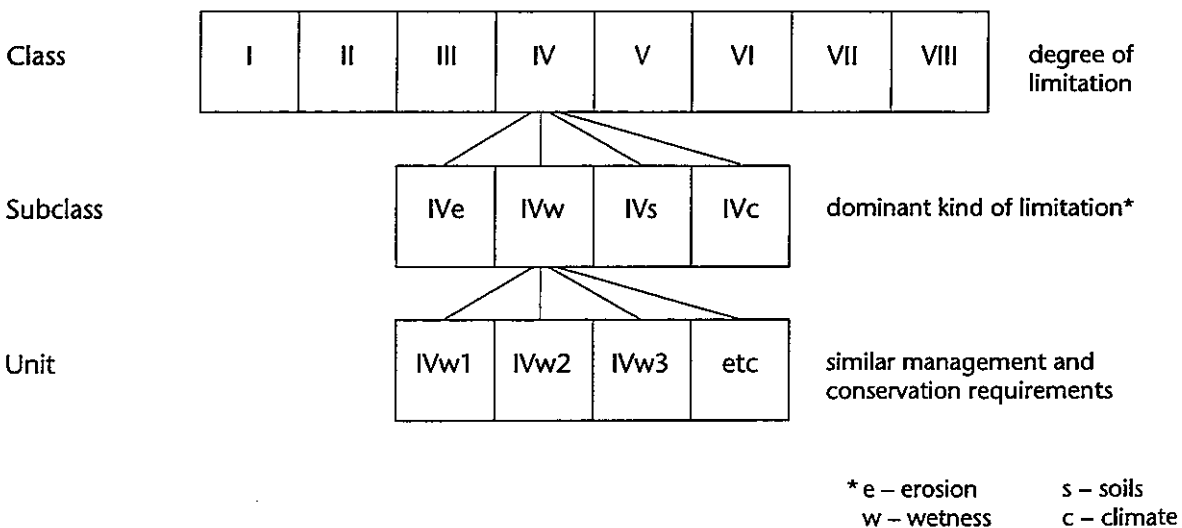 Class I II III IV V VI VII VIII degree of
limitation
Subclass IVe IVw IVs IVc dominant kind of limitation*
Unit IVw1 IVw2 IVw3 etc similar management and
conservation requirements
* e – erosion s – soils
w – wetness c – climate